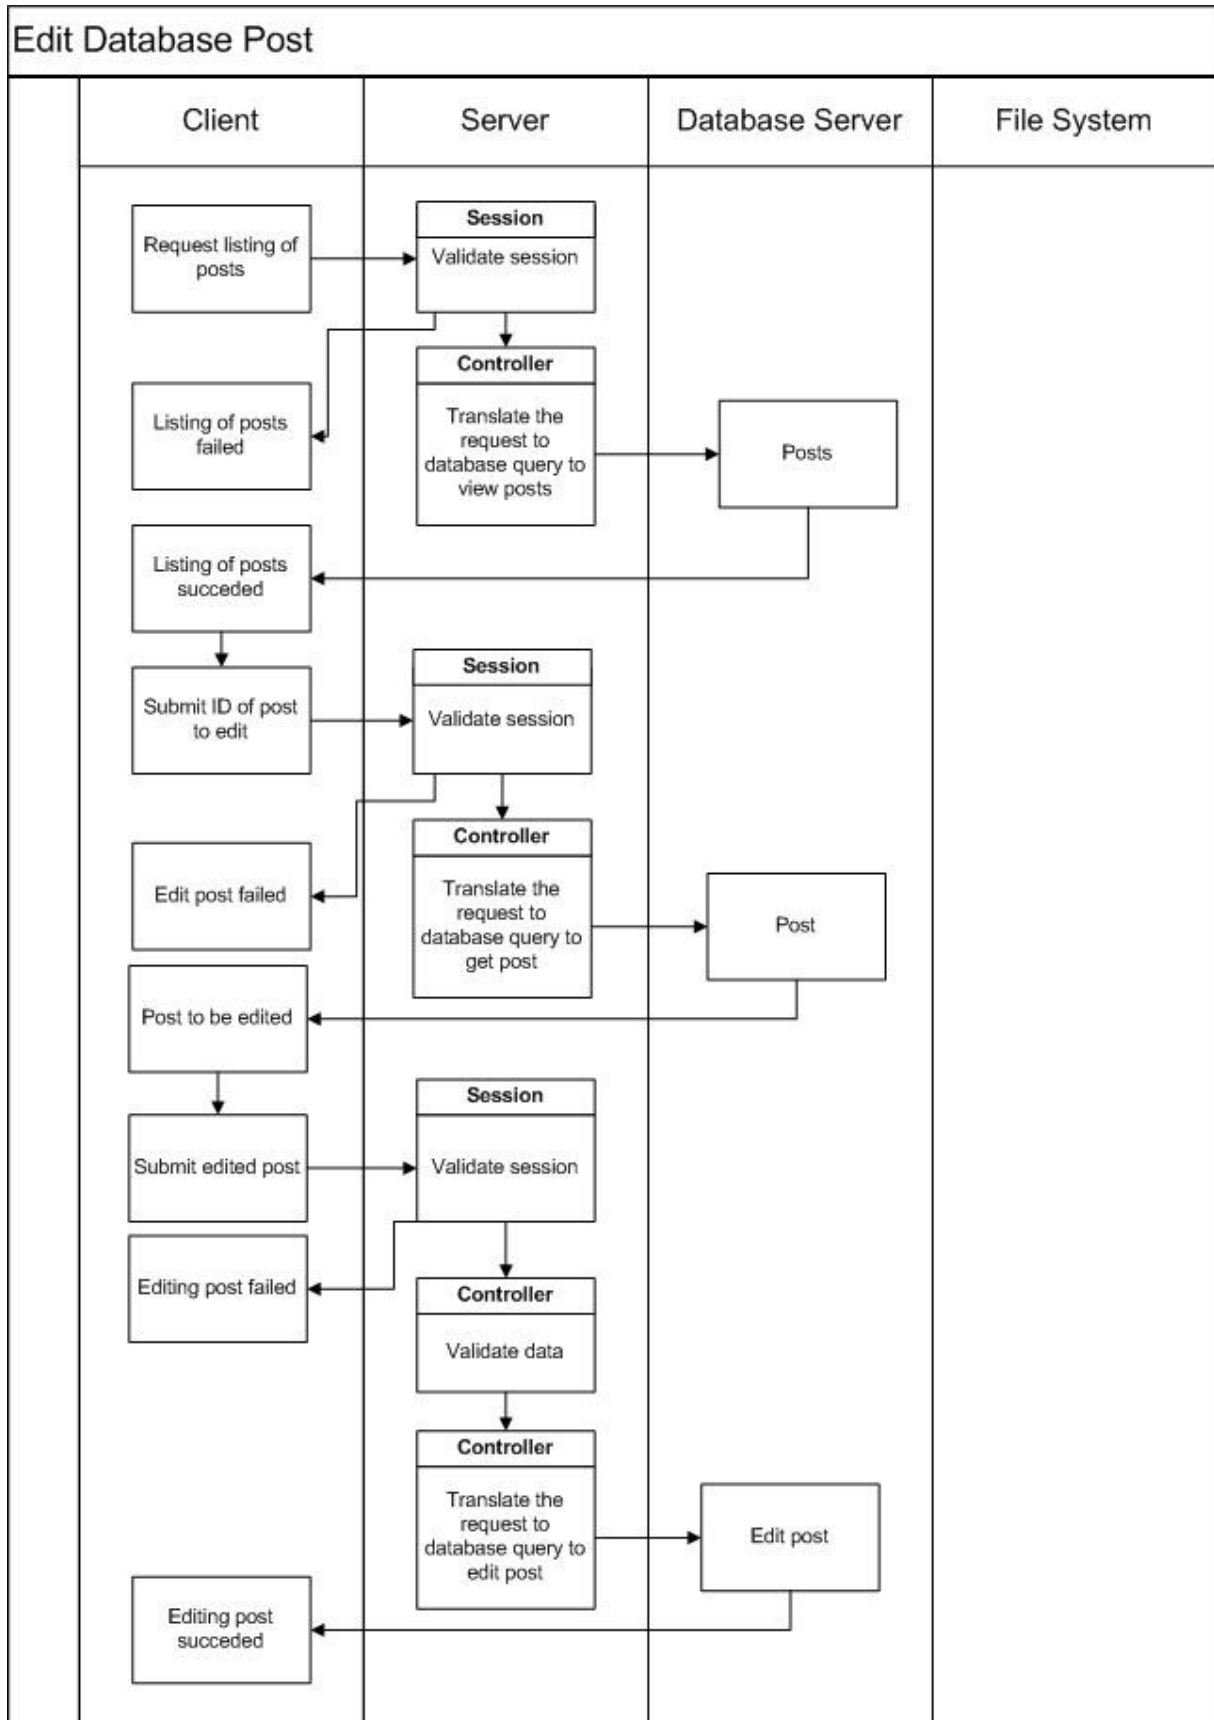 Edit Database Post
Client
Server
Database Server
File System
Request listing of
posts
Session
Validate session
Controller
Translate the
request to
database query to
view posts
Listing of posts
failed
Posts
Listing of posts
succeded
Submit ID of post
to edit
Session
Validate session
Controller
Translate the
request to
database query to
get post
Edit post failed
Post
Post to be edited
Submit edited post
Session
Validate session
Editing post failed
Controller
Validate data
Controller
Translate the
request to
database query to
edit post
Edit post
Editing post
succeded